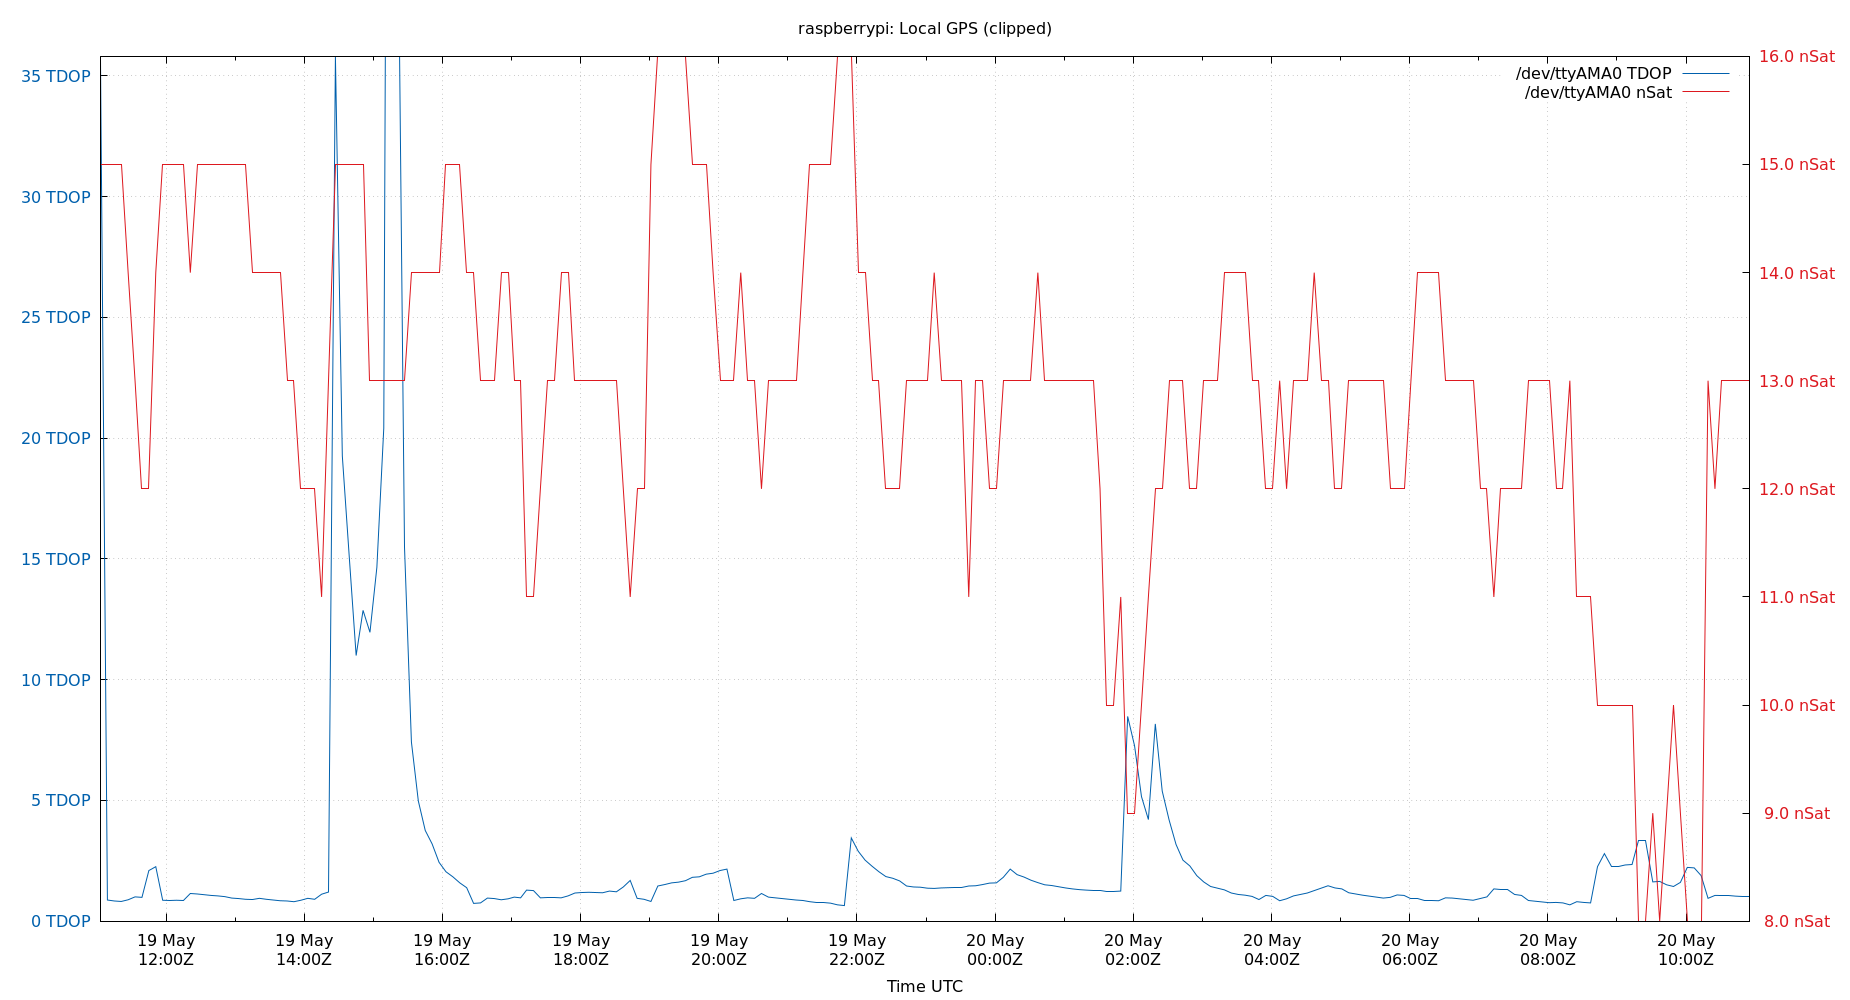 raspberrypi: Local GPS (clipped)
35 TDOP
30 TDOP
25 TDOP
20 TDOP
15 TDOP
10 TDOP
5 TDOP
0 TDOP
/dev/ttyAMA0 TDOP
/dev/ttyAMA0 nSat
16.0 nSat
15.0 nSat
14.0 nSat
13.0 nSat
12.0 nSat
11.0 nSat
10.0 nSat
9.0 nSat
8.0 nSat
19 May
12:00Z
19 May
14:00Z
19 May
16:00Z
19 May
18:00Z
19 May
20:00Z
19 May
22:00Z
20 May
00:00Z
20 May
02:00Z
20 May
04:00Z
20 May
06:00Z
20 May
08:00Z
20 May
10:00Z
Time UTC